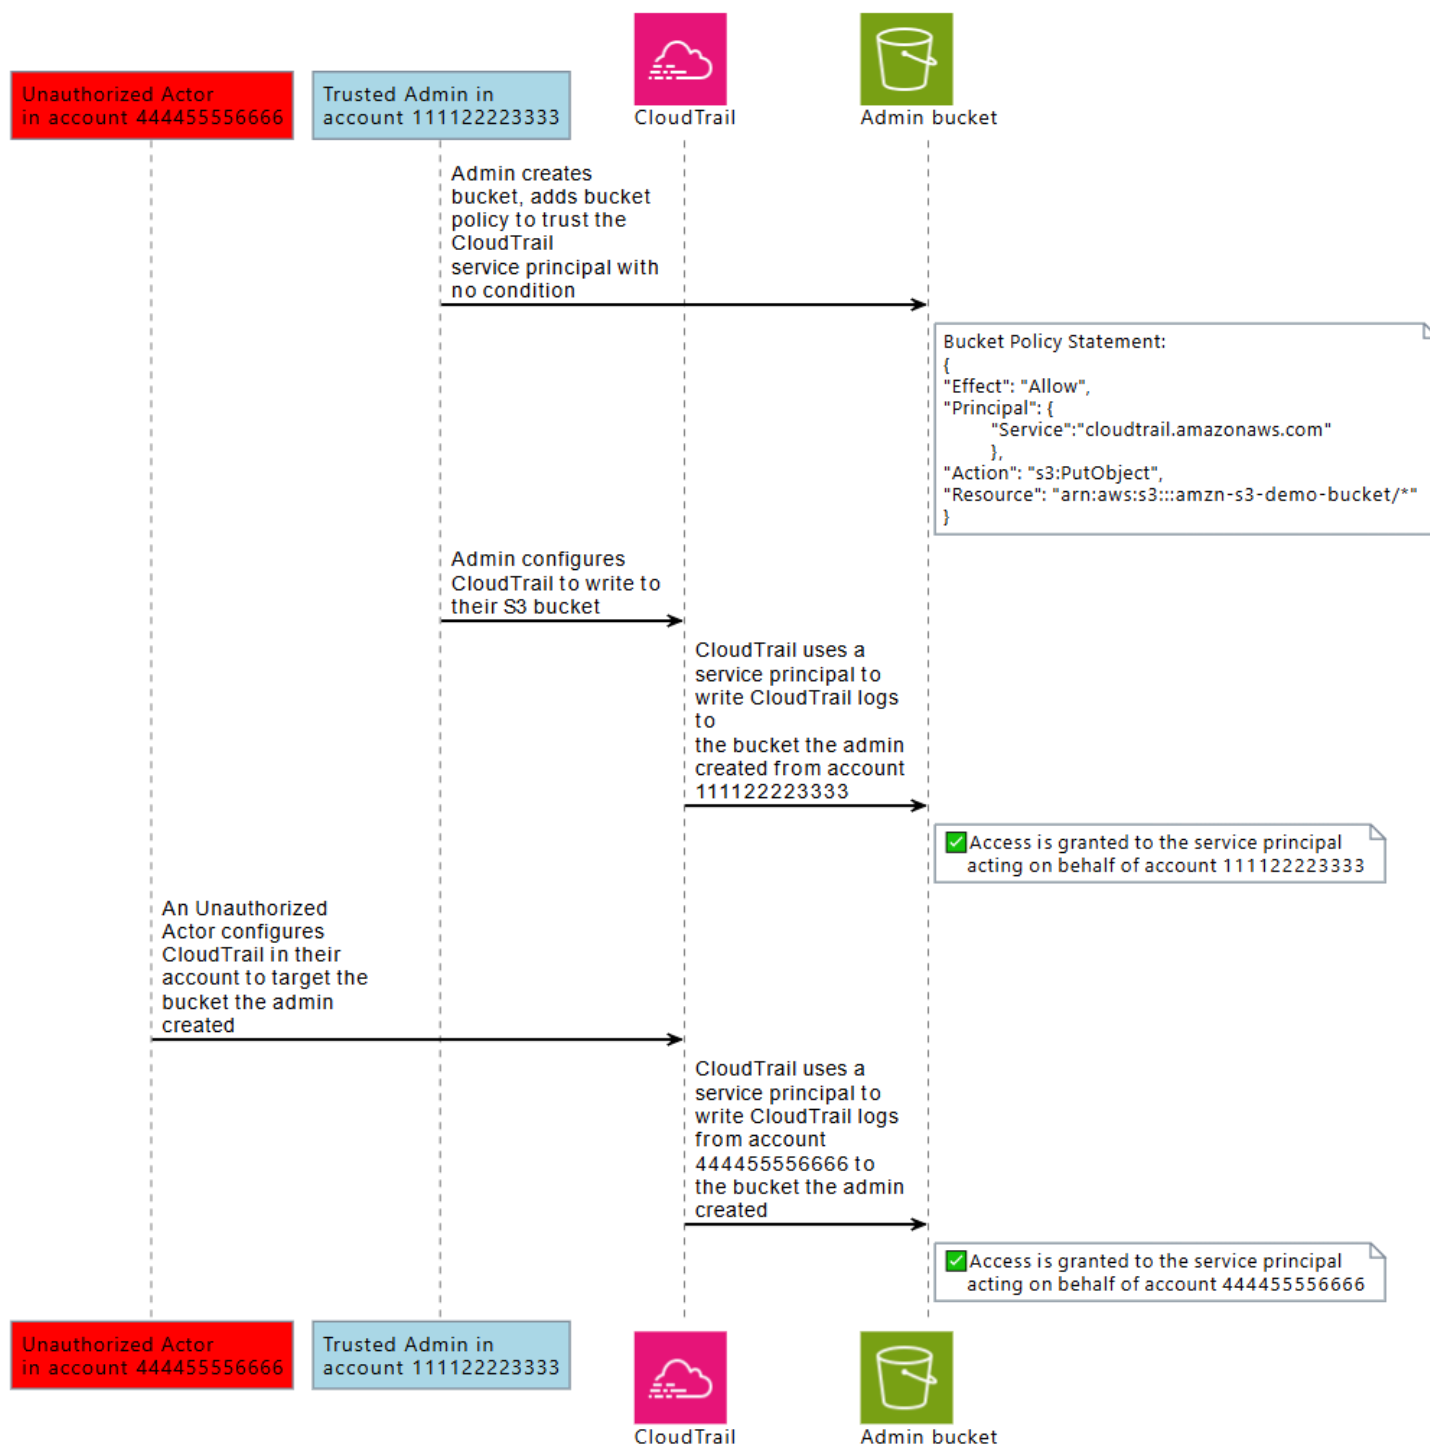 Unauthorized Actor
in account 444455556666
Trusted Admin in
account 111122223333
CloudTrail
Admin bucket
Admin creates
bucket, adds bucket
policy to trust the
CloudTrail
service principal with
no condition
Bucket Policy Statement:
{
"Effect": "Allow",
"Principal": {
"Service":"cloudtrail.amazonaws.com"
},
"Action": "s3:PutObject",
"Resource": "arn:aws:s3:::amzn-s3-demo-bucket/*"
}
Admin configures
CloudTrail to write to
their S3 bucket
CloudTrail uses a
service principal to
write CloudTrail logs
to
the bucket the admin
created from account
111122223333
✅Access is granted to the service principal
acting on behalf of account 111122223333
An Unauthorized
Actor configures
CloudTrail in their
account to target the
bucket the admin
created
CloudTrail uses a
service principal to
write CloudTrail logs
from account
444455556666 to
the bucket the admin
created
✅Access is granted to the service principal
acting on behalf of account 444455556666
Unauthorized Actor
in account 444455556666
Trusted Admin in
account 111122223333
CloudTrail
Admin bucket